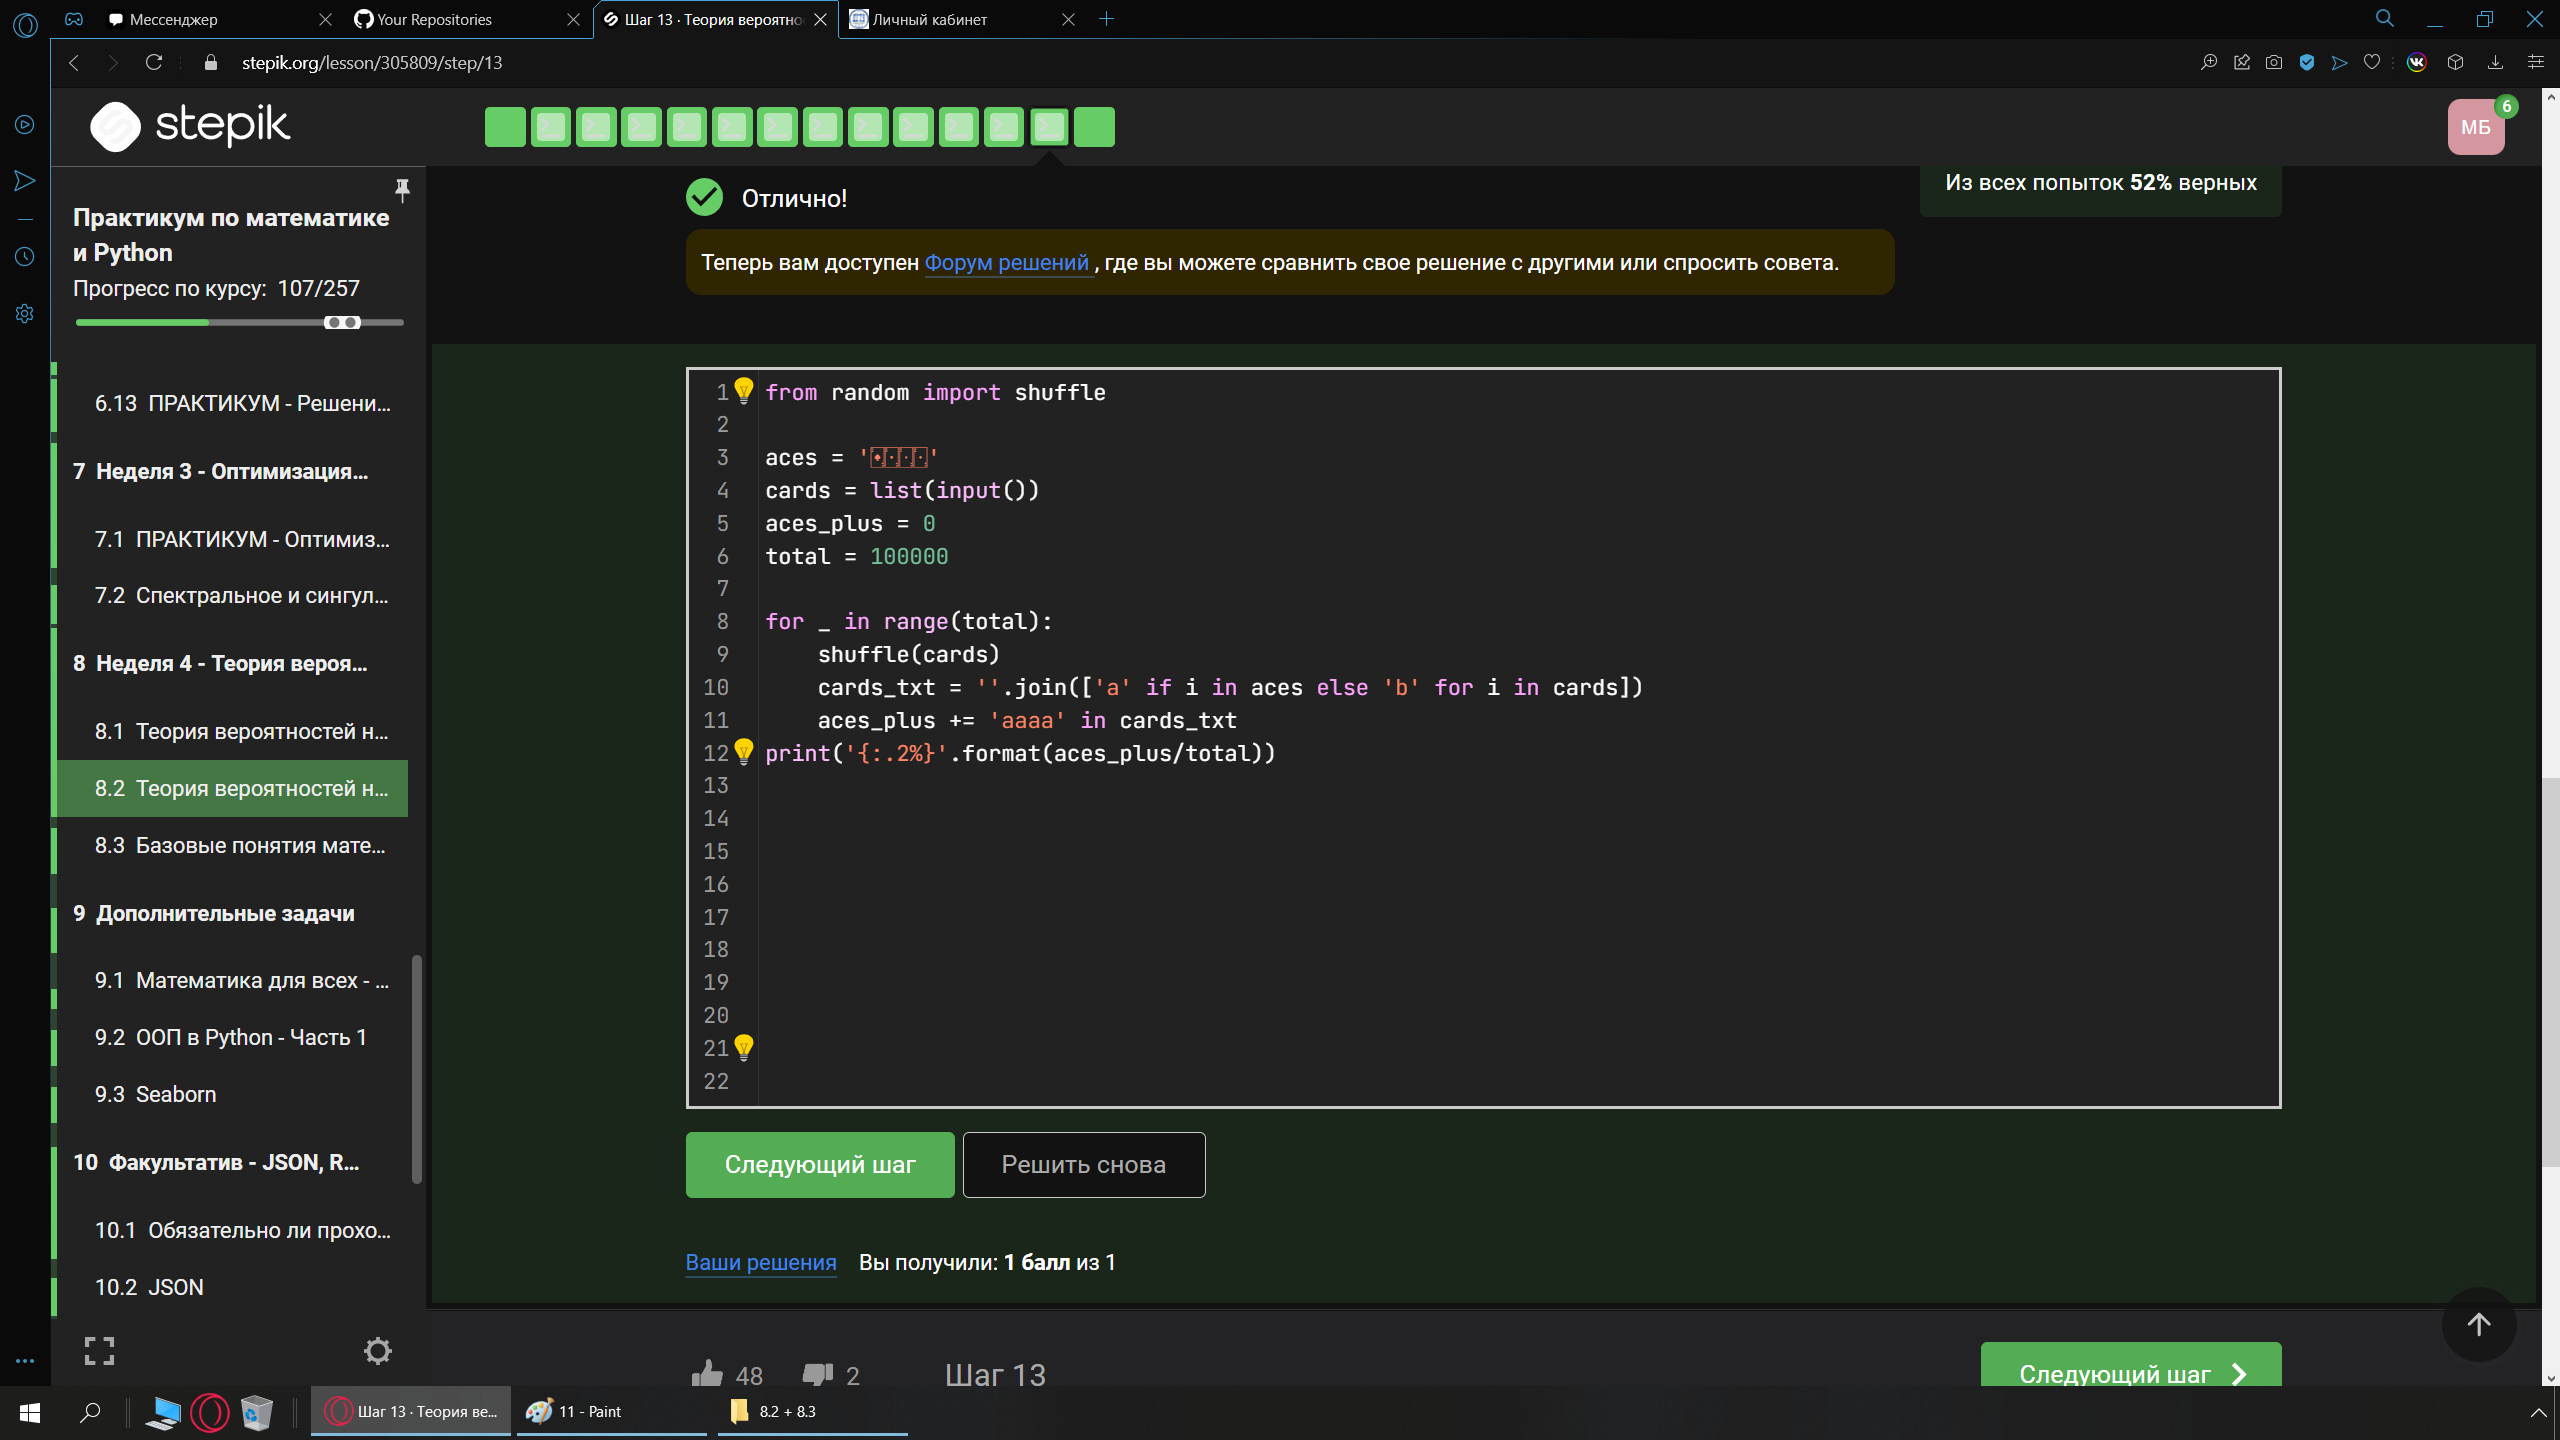 Мессенджер
Your Repositories
Шаг 13 · Теория вероятно
Личный кабинет
stepik.org/lesson/305809/step/13
stepik
МБ
6
Практикум по математике
и Python
Прогресс по курсу: 107/257
6.13 ПРАКТИКУМ - Решени...
7 Неделя 3 - Оптимизация...
7.1 ПРАКТИКУМ - Оптимиз...
7.2 Спектральное и сингул...
8 Неделя 4 - Теория вероя...
8.1 Теория вероятностей н...
8.2 Теория вероятностей н...
8.3 Базовые понятия мате...
9 Дополнительные задачи
9.1 Математика для всех - ...
9.2 ООП в Python - Часть 1
9.3 Seaborn
10 Факультатив - JSON, R...
10.1 Обязательно ли прохо...
10.2 JSON
Отлично!
Из всех попыток 52% верных
Теперь вам доступен Форум решений , где вы можете сравнить свое решение с другими или спросить совета.
1 from random import shuffle
2
3 aces = '🂡🂱🃁🃑'
4 cards = list(input())
5 aces_plus = 0
6 total = 100000
7
8 for _ in range(total):
9     shuffle(cards)
10     cards_txt = ''.join(['a' if i in aces else 'b' for i in cards])
11     aces_plus += 'aaaa' in cards_txt
12 print('{:.2%}'.format(aces_plus/total))
13
14
15
16
17
18
19
20
21
22
Следующий шаг
Решить снова
Ваши решения Вы получили: 1 балл из 1
48
2
Шаг 13
Следующий шаг
Шаг 13 · Теория ве...
11 - Paint
8.2 + 8.3